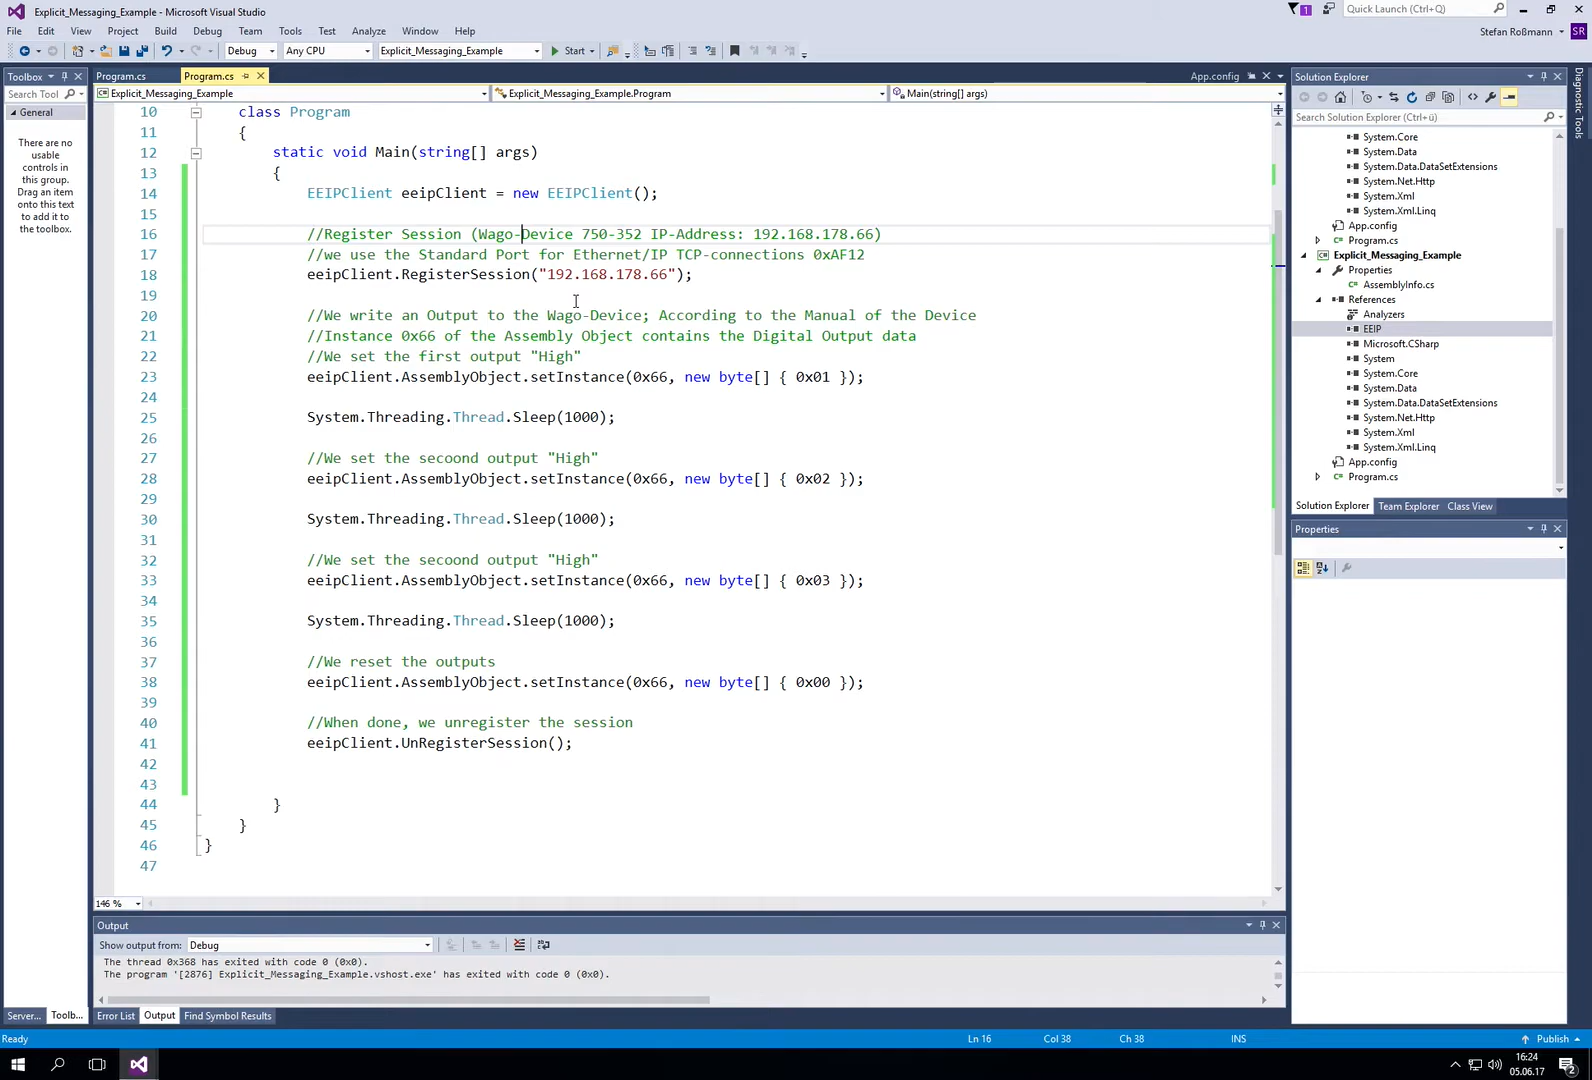 Explicit_Messaging_Example - Microsoft Visual Studio
1
Quick Launch (Ctrl+Q)
File Edit View Project Build Debug Team Tools Test Analyze Window Help
Stefan Roßmann SR
Debug Any CPU Explicit_Messaging_Example Start
Toolbox
Search Tool
General
There are no
usable
controls in
this group.
Drag an item
onto this text
to add it to
the toolbox.
Program.cs Program.cs App.config
Explicit_Messaging_Example Explicit_Messaging_Example.Program Main(string[] args)
10 class Program
11 {
12 static void Main(string[] args)
13 {
14 EEIPClient eeipClient = new EEIPClient();
15
16 //Register Session (Wago-Device 750-352 IP-Address: 192.168.178.66)
17 //we use the Standard Port for Ethernet/IP TCP-connections 0xAF12
18 eeipClient.RegisterSession("192.168.178.66");
19
20 //We write an Output to the Wago-Device; According to the Manual of the Device
21 //Instance 0x66 of the Assembly Object contains the Digital Output data
22 //We set the first output "High"
23 eeipClient.AssemblyObject.setInstance(0x66, new byte[] { 0x01 });
24
25 System.Threading.Thread.Sleep(1000);
26
27 //We set the secoond output "High"
28 eeipClient.AssemblyObject.setInstance(0x66, new byte[] { 0x02 });
29
30 System.Threading.Thread.Sleep(1000);
31
32 //We set the secoond output "High"
33 eeipClient.AssemblyObject.setInstance(0x66, new byte[] { 0x03 });
34
35 System.Threading.Thread.Sleep(1000);
36
37 //We reset the outputs
38 eeipClient.AssemblyObject.setInstance(0x66, new byte[] { 0x00 });
39
40 //When done, we unregister the session
41 eeipClient.UnRegisterSession();
42
43
44 }
45 }
46 }
47
146 %
Output
Show output from: Debug
The thread 0x368 has exited with code 0 (0x0).
The program '[2876] Explicit_Messaging_Example.vshost.exe' has exited with code 0 (0x0).
Server... Toolb... Error List Output Find Symbol Results
Solution Explorer
Search Solution Explorer (Ctrl+ü)
System.Core
System.Data
System.Data.DataSetExtensions
System.Net.Http
System.Xml
System.Xml.Linq
App.config
Program.cs
Explicit_Messaging_Example
Properties
AssemblyInfo.cs
References
Analyzers
EEIP
Microsoft.CSharp
System
System.Core
System.Data
System.Data.DataSetExtensions
System.Net.Http
System.Xml
System.Xml.Linq
App.config
Program.cs
Solution Explorer Team Explorer Class View
Properties
Diagnostic Tools
Ready Ln 16 Col 38 Ch 38 INS Publish
16:24
05.06.17
2